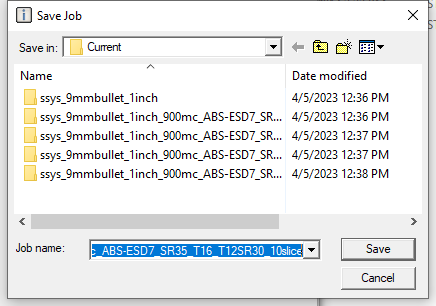 Save Job
Save in: Current
Name Date modified
ssys_9mmbullet_1inch 4/5/2023 12:36 PM
ssys_9mmbullet_1inch_900mc_ABS-ESD7_SR... 4/5/2023 12:36 PM
ssys_9mmbullet_1inch_900mc_ABS-ESD7_SR... 4/5/2023 12:37 PM
ssys_9mmbullet_1inch_900mc_ABS-ESD7_SR... 4/5/2023 12:37 PM
ssys_9mmbullet_1inch_900mc_ABS-ESD7_SR... 4/5/2023 12:38 PM
Job name: c_ABS-ESD7_SR35_T16_T12SR30_10slice Save
Cancel